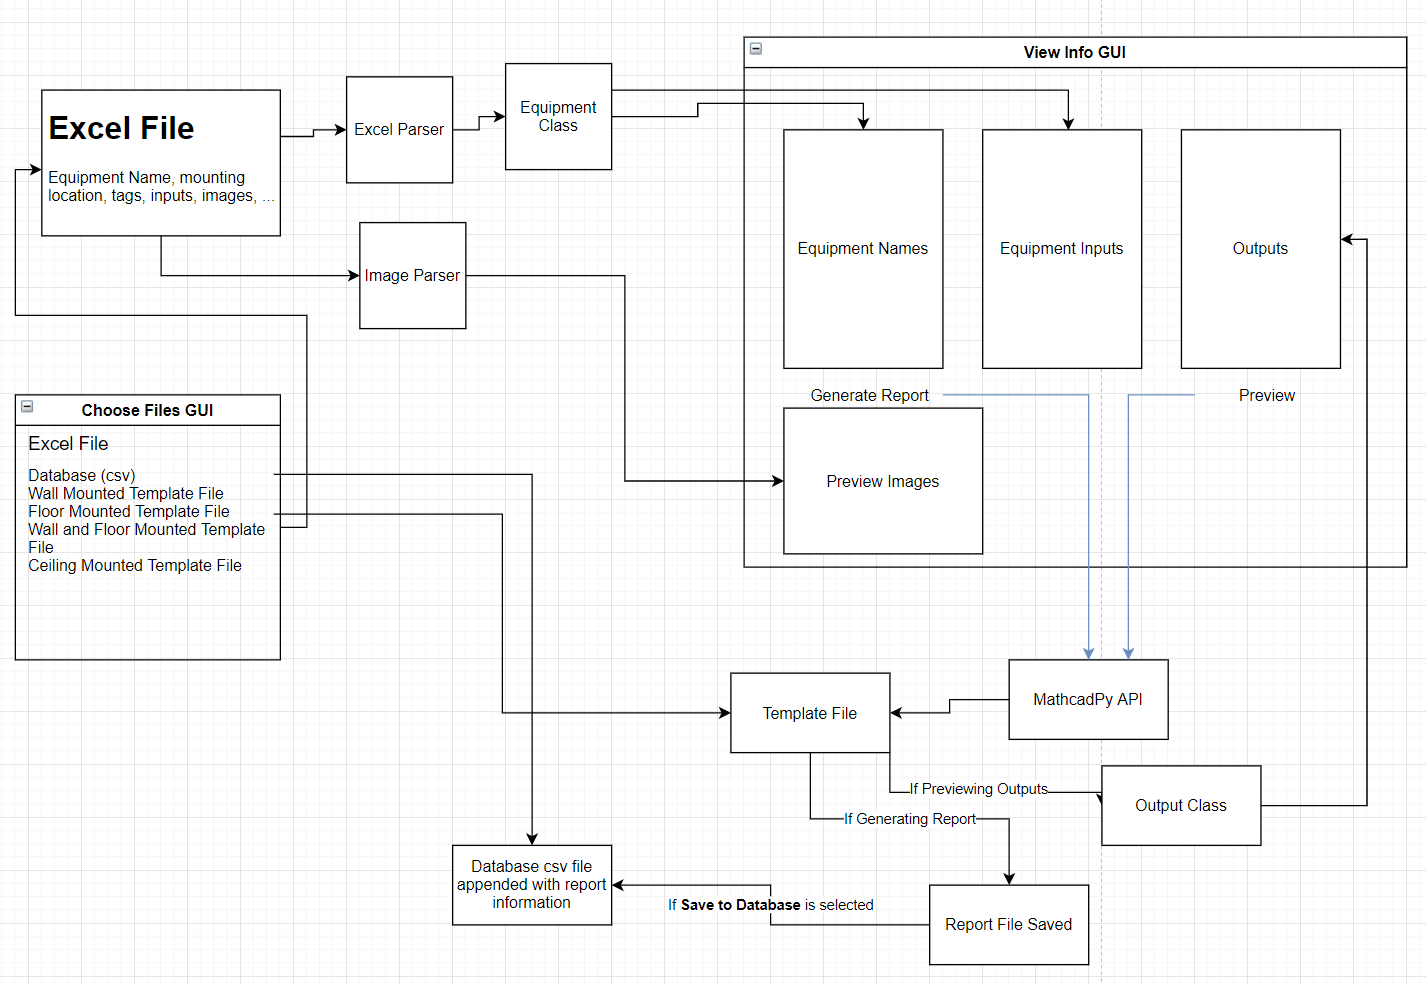 View Info GUI
Excel File
Equipment Name, mounting
location, tags, inputs, images, ...
Excel Parser
Equipment
Class
Image Parser
Equipment Names
Equipment Inputs
Outputs
Generate Report
Preview
Preview Images
Choose Files GUI
Excel File
Database (csv)
Wall Mounted Template File
Floor Mounted Template File
Wall and Floor Mounted Template
File
Ceiling Mounted Template File
Template File
MathcadPy API
If Previewing Outputs
Output Class
If Generating Report
Database csv file
appended with report
information
If Save to Database is selected
Report File Saved